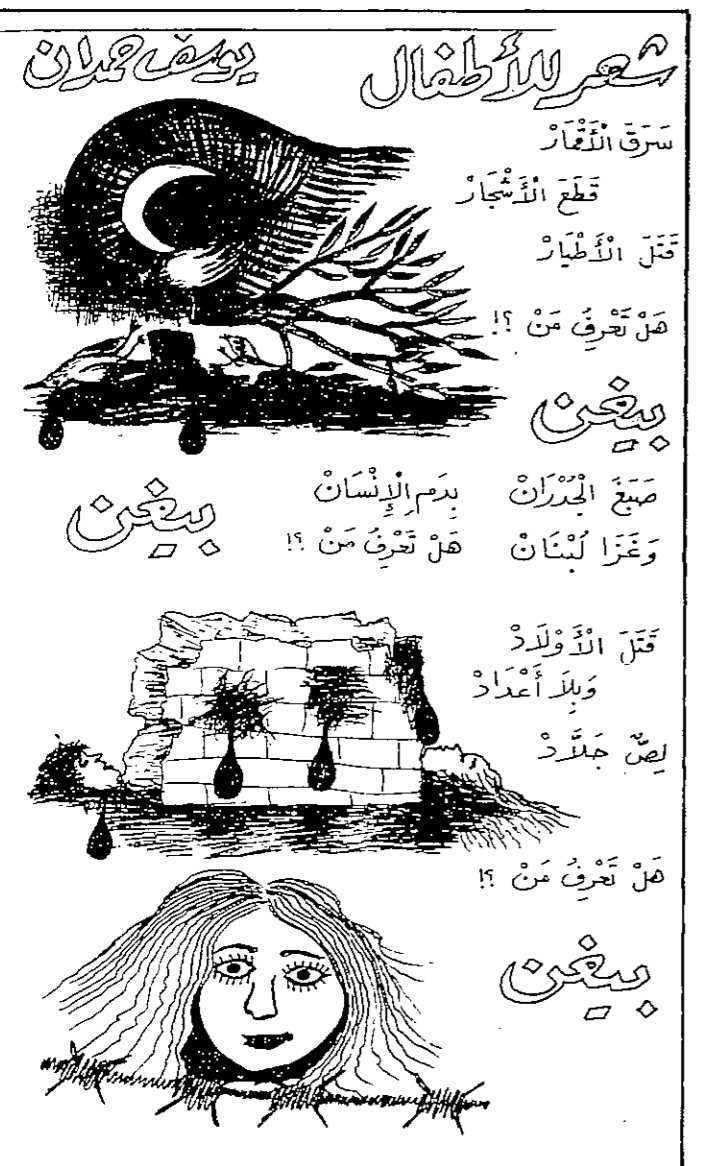 شعر للأطفال يوسف حمدان
سَرَقَ الْأَقْمَارْ
قَطَعَ الْأَشْجَارْ
قَتَلَ الْأَطْيَارْ
هَلْ تَعْرِفُ مَنْ ؟!
بيغن
صَبَغَ الْجُدْرَانْ بِدَمِ الْإِنْسَانْ
وَغَزَا لُبْنَانْ هَلْ تَعْرِفُ مَنْ ؟!
بيغن
قَتَلَ الْأَوْلَادْ
وَبِلَا أَعْدَادْ
لِصٌّ جَلَّادْ
هَلْ تَعْرِفُ مَنْ ؟!
بيغن